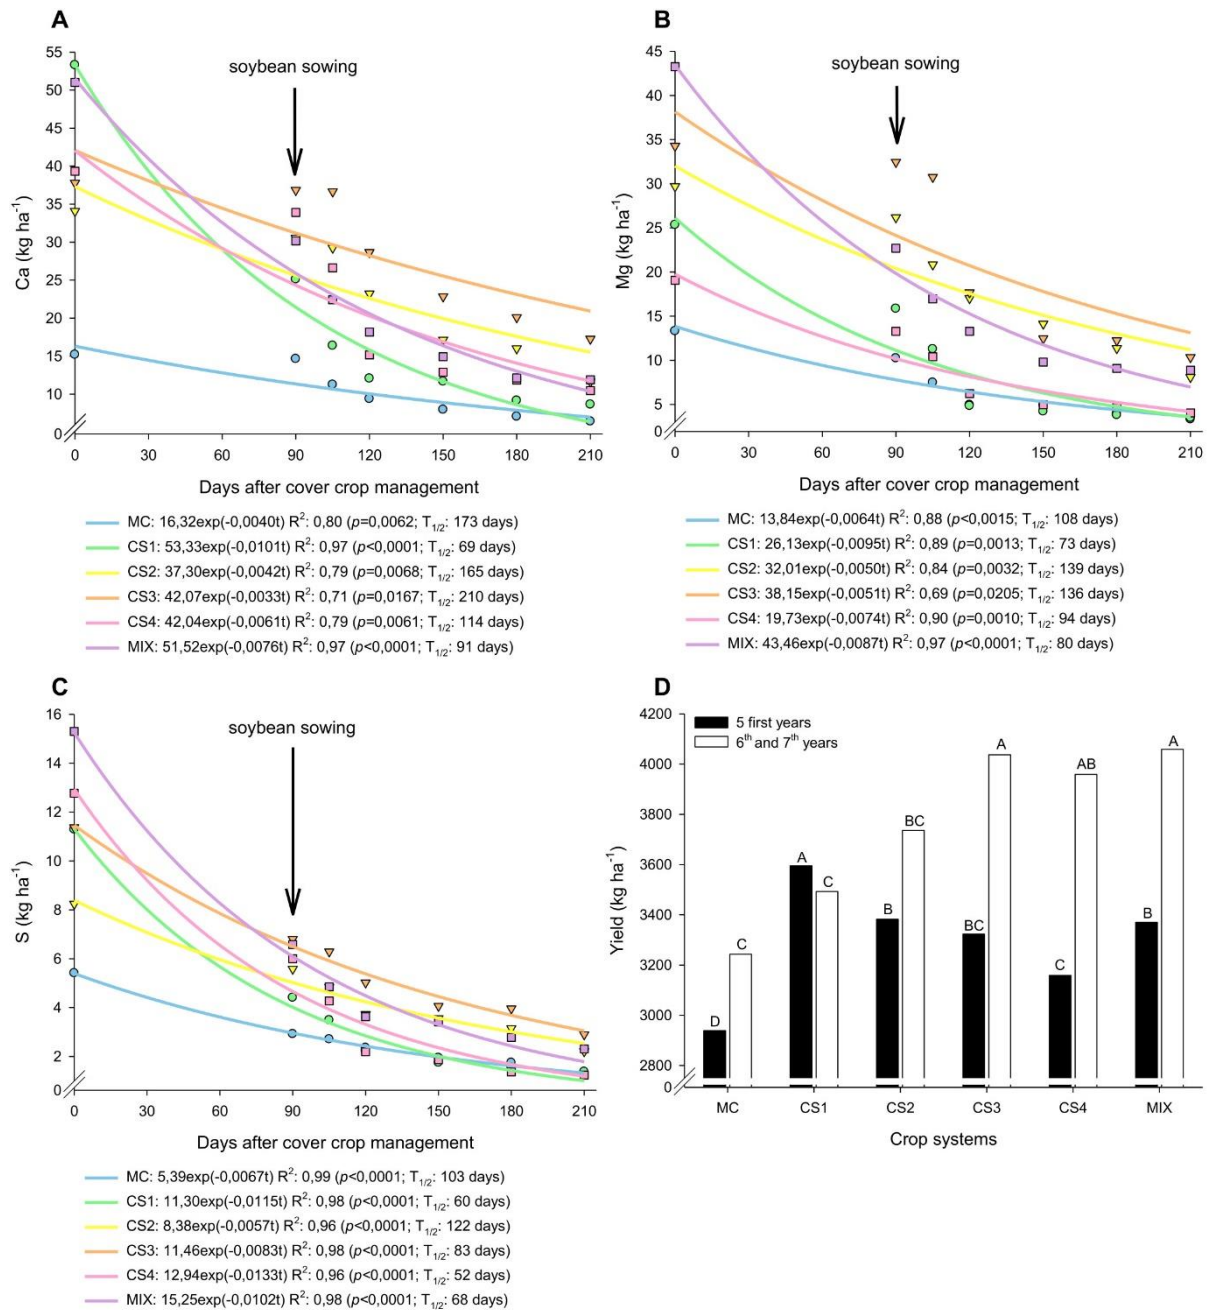 A
55
50
45
40
35
30
25
20
15
10
0
Ca (kg ha⁻¹)
soybean sowing
0 30 60 90 120 150 180 210
Days after cover crop management
MC: 16,32exp(-0,0040t) R²: 0,80 (p=0,0062; T1/2: 173 days)
CS1: 53,33exp(-0,0101t) R²: 0,97 (p<0,0001; T1/2: 69 days)
CS2: 37,30exp(-0,0042t) R²: 0,79 (p=0,0068; T1/2: 165 days)
CS3: 42,07exp(-0,0033t) R²: 0,71 (p=0,0167; T1/2: 210 days)
CS4: 42,04exp(-0,0061t) R²: 0,79 (p=0,0061; T1/2: 114 days)
MIX: 51,52exp(-0,0076t) R²: 0,97 (p<0,0001; T1/2: 91 days)
B
45
40
35
30
25
20
15
10
5
0
Mg (kg ha⁻¹)
soybean sowing
0 30 60 90 120 150 180 210
Days after cover crop management
MC: 13,84exp(-0,0064t) R²: 0,88 (p<0,0015; T1/2: 108 days)
CS1: 26,13exp(-0,0095t) R²: 0,89 (p=0,0013; T1/2: 73 days)
CS2: 32,01exp(-0,0050t) R²: 0,84 (p=0,0032; T1/2: 139 days)
CS3: 38,15exp(-0,0051t) R²: 0,69 (p=0,0205; T1/2: 136 days)
CS4: 19,73exp(-0,0074t) R²: 0,90 (p=0,0010; T1/2: 94 days)
MIX: 43,46exp(-0,0087t) R²: 0,97 (p<0,0001; T1/2: 80 days)
C
16
14
12
10
8
6
4
2
0
S (kg ha⁻¹)
soybean sowing
0 30 60 90 120 150 180 210
Days after cover crop management
MC: 5,39exp(-0,0067t) R²: 0,99 (p<0,0001; T1/2: 103 days)
CS1: 11,30exp(-0,0115t) R²: 0,98 (p<0,0001; T1/2: 60 days)
CS2: 8,38exp(-0,0057t) R²: 0,96 (p<0,0001; T1/2: 122 days)
CS3: 11,46exp(-0,0083t) R²: 0,98 (p<0,0001; T1/2: 83 days)
CS4: 12,94exp(-0,0133t) R²: 0,96 (p<0,0001; T1/2: 52 days)
MIX: 15,25exp(-0,0102t) R²: 0,98 (p<0,0001; T1/2: 68 days)
D
4200
4000
3800
3600
3400
3200
3000
2800
0
Yield (kg ha⁻¹)
5 first years
6th and 7th years
D C A C B BC BC A C AB B A
MC CS1 CS2 CS3 CS4 MIX
Crop systems